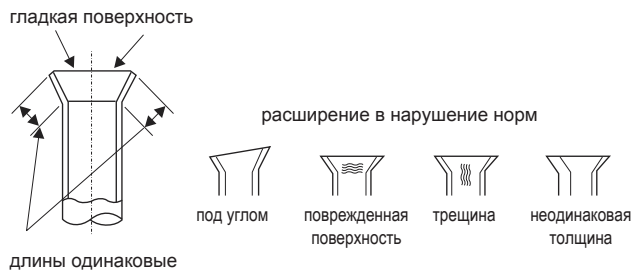 гладкая поверхность
расширение в нарушение норм
под углом
поврежденная
поверхность
трещина
неодинаковая
толщина
длины одинаковые